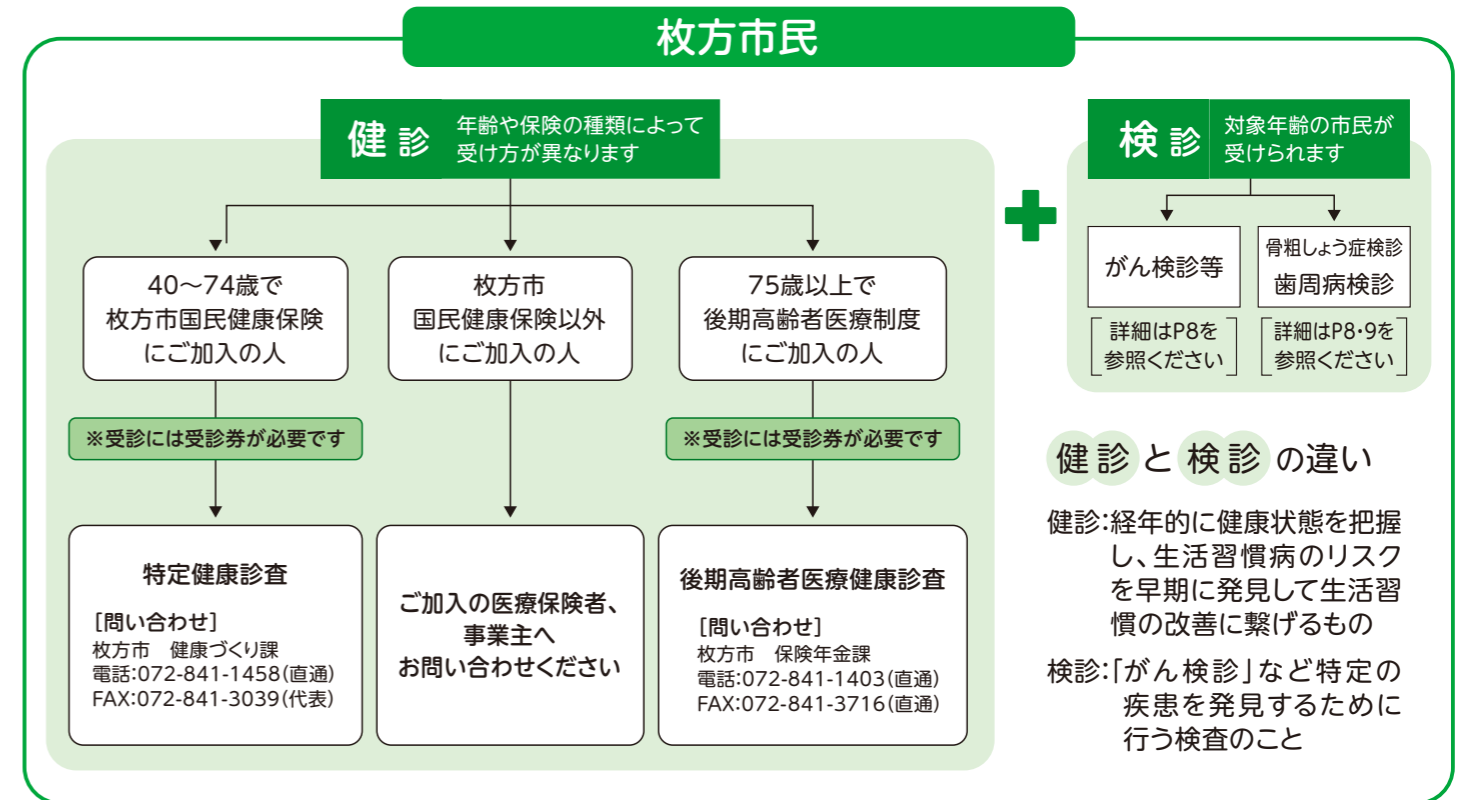 枚方市民
健診
年齢や保険の種類によって
受け方が異なります
40〜74歳で
枚方市国民健康保険
にご加入の人
※受診には受診券が必要です
特定健康診査
[問い合わせ]
枚方市　健康づくり課
電話:072-841-1458(直通)
FAX:072-841-3039(代表)
枚方市
国民健康保険以外
にご加入の人
ご加入の医療保険者、
事業主へ
お問い合わせください
75歳以上で
後期高齢者医療制度
にご加入の人
※受診には受診券が必要です
後期高齢者医療健康診査
[問い合わせ]
枚方市　保険年金課
電話:072-841-1403(直通)
FAX:072-841-3716(直通)
検診
対象年齢の市民が
受けられます
がん検診等
[詳細はP8を
参照ください]
骨粗しょう症検診
歯周病検診
[詳細はP8・9を
参照ください]
健診と検診の違い
健診:経年的に健康状態を把握
し、生活習慣病のリスク
を早期に発見して生活習
慣の改善に繋げるもの
検診:「がん検診」など特定の
疾患を発見するために
行う検査のこと